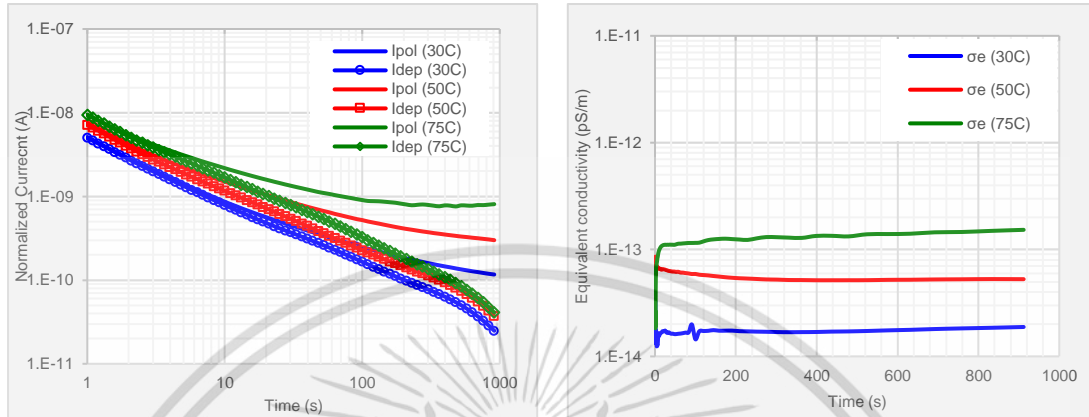 1.E-07
1.E-08
1.E-09
1.E-10
1.E-11
Normalized Currecnt (A)
Ipol (30C)
Idep (30C)
Ipol (50C)
Idep (50C)
Ipol (75C)
Idep (75C)
1
10
100
1000
Time (s)
1.E-11
1.E-12
1.E-13
1.E-14
Equivalent conductivity (pS/m)
σe (30C)
σe (50C)
σe (75C)
0
200
400
600
800
1000
Time (s)